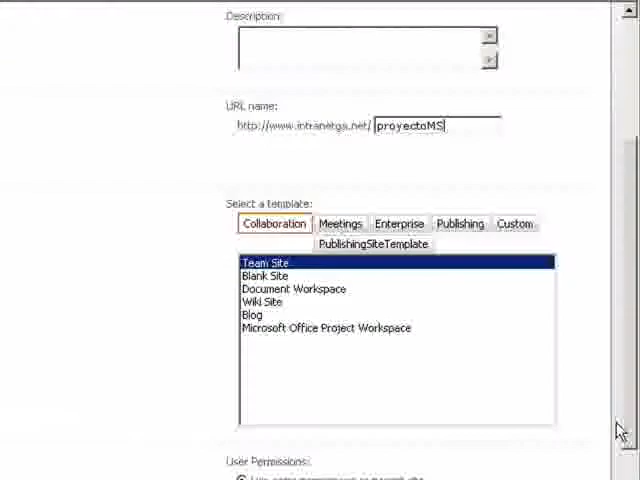 Description:
URL name:
http://www.intranetgs.net/ proyectoMS
Select a template:
Collaboration Meetings Enterprise Publishing Custom
PublishingSiteTemplate
Team Site
Blank Site
Document Workspace
Wiki Site
Blog
Microsoft Office Project Workspace
User Permissions: